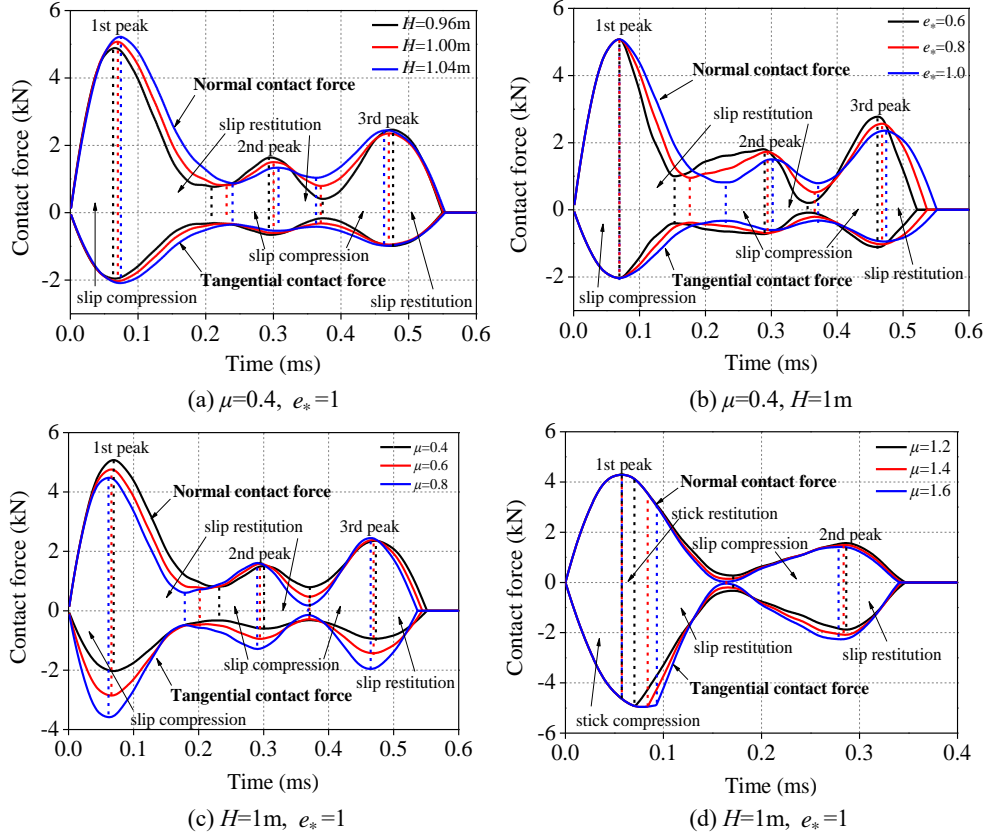 1st peak
H=0.96m
H=1.00m
H=1.04m
Normal contact force
slip restitution
3rd peak
2nd peak
slip compression
Tangential contact force
slip compression
slip restitution
Contact force (kN)
6
4
2
0
-2
0.0 0.1 0.2 0.3 0.4 0.5 0.6
Time (ms)
(a) μ=0.4, e*=1
1st peak
e*=0.6
e*=0.8
e*=1.0
Normal contact force
slip restitution
3rd peak
2nd peak
slip compression
Tangential contact force
slip compression
slip restitution
Contact force (kN)
6
4
2
0
-2
0.0 0.1 0.2 0.3 0.4 0.5 0.6
Time (ms)
(b) μ=0.4, H=1m
1st peak
μ=0.4
μ=0.6
μ=0.8
Normal contact force
slip restitution
3rd peak
2nd peak
slip compression
Tangential contact force
slip restitution
slip compression
Contact force (kN)
6
4
2
0
-2
-4
0.0 0.1 0.2 0.3 0.4 0.5 0.6
Time (ms)
(c) H=1m, e*=1
1st peak
μ=1.2
μ=1.4
μ=1.6
Normal contact force
stick restitution
slip compression
2nd peak
slip restitution
slip restitution
Tangential contact force
stick compression
Contact force (kN)
6
4
2
0
-2
-4
-6
0.0 0.1 0.2 0.3 0.4
Time (ms)
(d) H=1m, e*=1